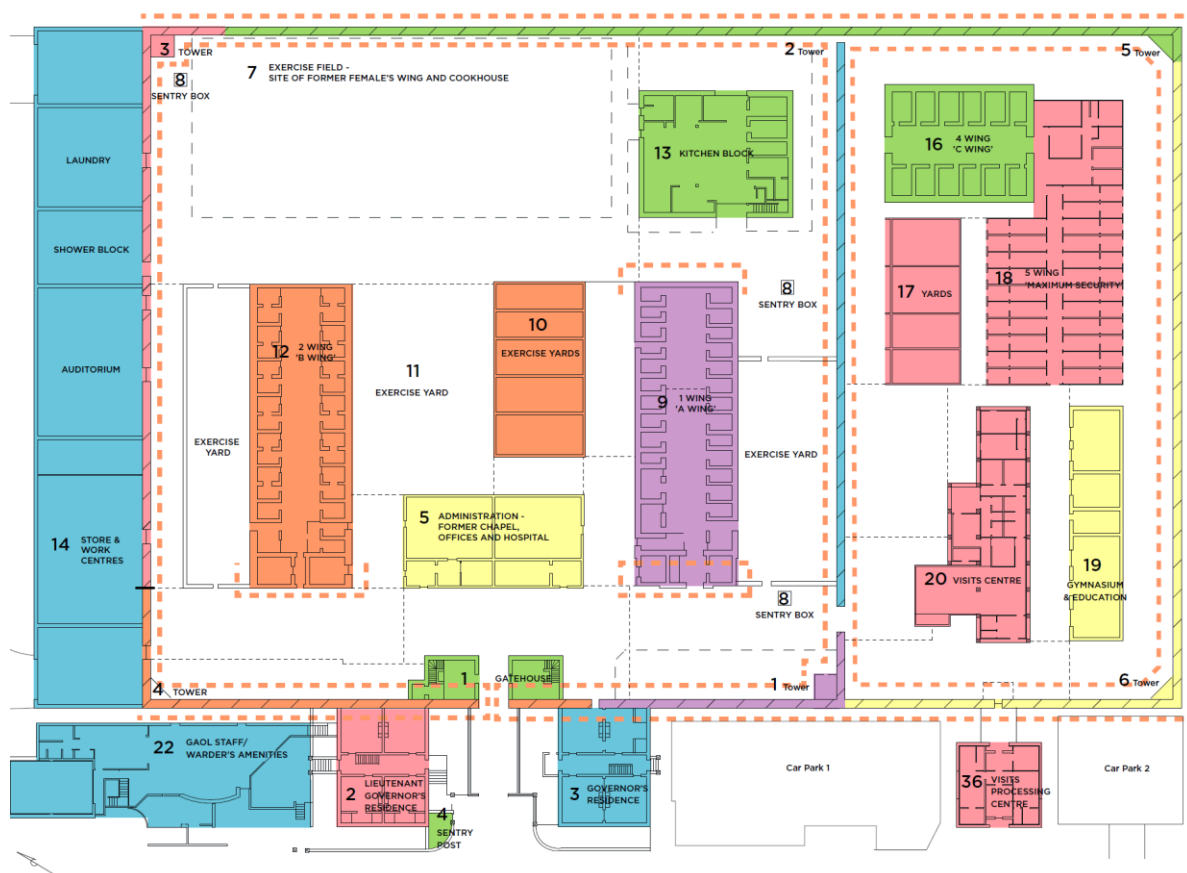 3 TOWER
8
SENTRY BOX
7 EXERCISE FIELD -
SITE OF FORMER FEMALE'S WING AND COOKHOUSE
2 Tower
5 Tower
LAUNDRY
13 KITCHEN BLOCK
16 4 WING
'C WING'
SHOWER BLOCK
8
SENTRY BOX
17 YARDS
18 5 WING
'MAXIMUM SECURITY'
AUDITORIUM
12 2 WING
'B WING'
11
EXERCISE YARD
10
EXERCISE YARDS
9 1 WING
'A WING'
EXERCISE
YARD
EXERCISE YARD
14 STORE &
WORK
CENTRES
5 ADMINISTRATION -
FORMER CHAPEL,
OFFICES AND HOSPITAL
8
SENTRY BOX
20 VISITS CENTRE
19
GYMNASIUM
& EDUCATION
4 TOWER
1
GATEHOUSE
1 Tower
6 Tower
22 GAOL STAFF/
WARDER'S AMENITIES
2 LIEUTENANT
GOVERNOR'S
RESIDENCE
4
SENTRY
POST
3 GOVERNOR'S
RESIDENCE
Car Park 1
36 VISITS
PROCESSING
CENTRE
Car Park 2